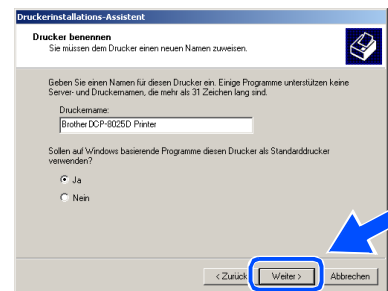 Druckerinstallations-Assistent
Drucker benennen
Sie müssen dem Drucker einen neuen Namen zuweisen.
Geben Sie einen Namen für diesen Drucker ein. Einige Programme unterstützen keine
Server- und Druckernamen, die mehr als 31 Zeichen lang sind.
Druckername:
Brother DCP-8025D Printer
Sollen auf Windows basierende Programme diesen Drucker als Standarddrucker
verwenden?
Ja
Nein
< Zurück
Weiter >
Abbrechen